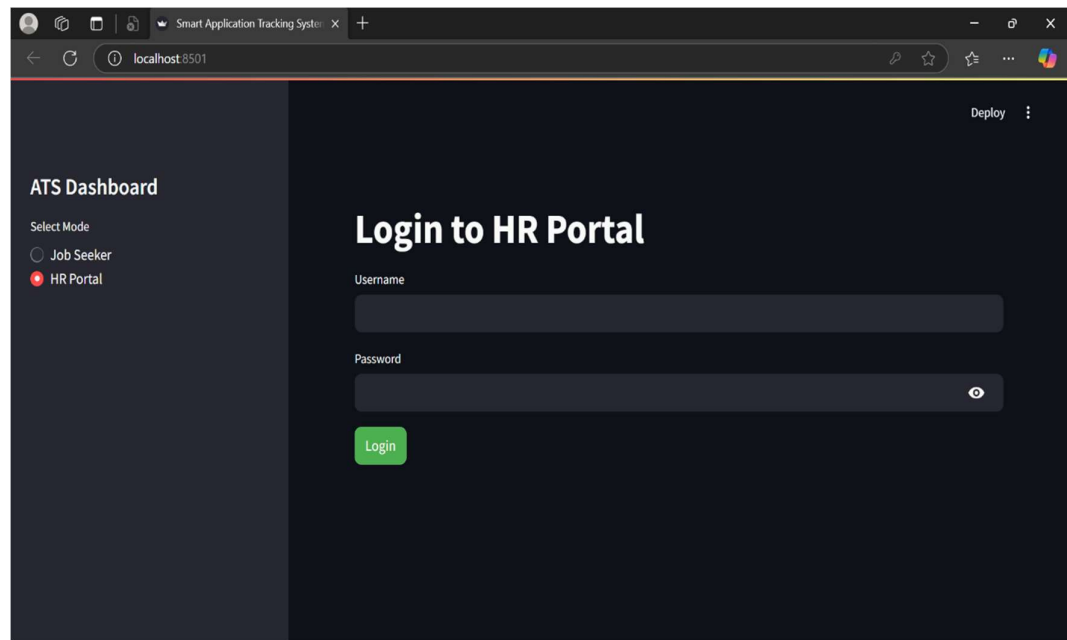 Smart Application Tracking System
localhost:8501
Deploy
ATS Dashboard
Select Mode
Job Seeker
HR Portal
Login to HR Portal
Username
Password
Login